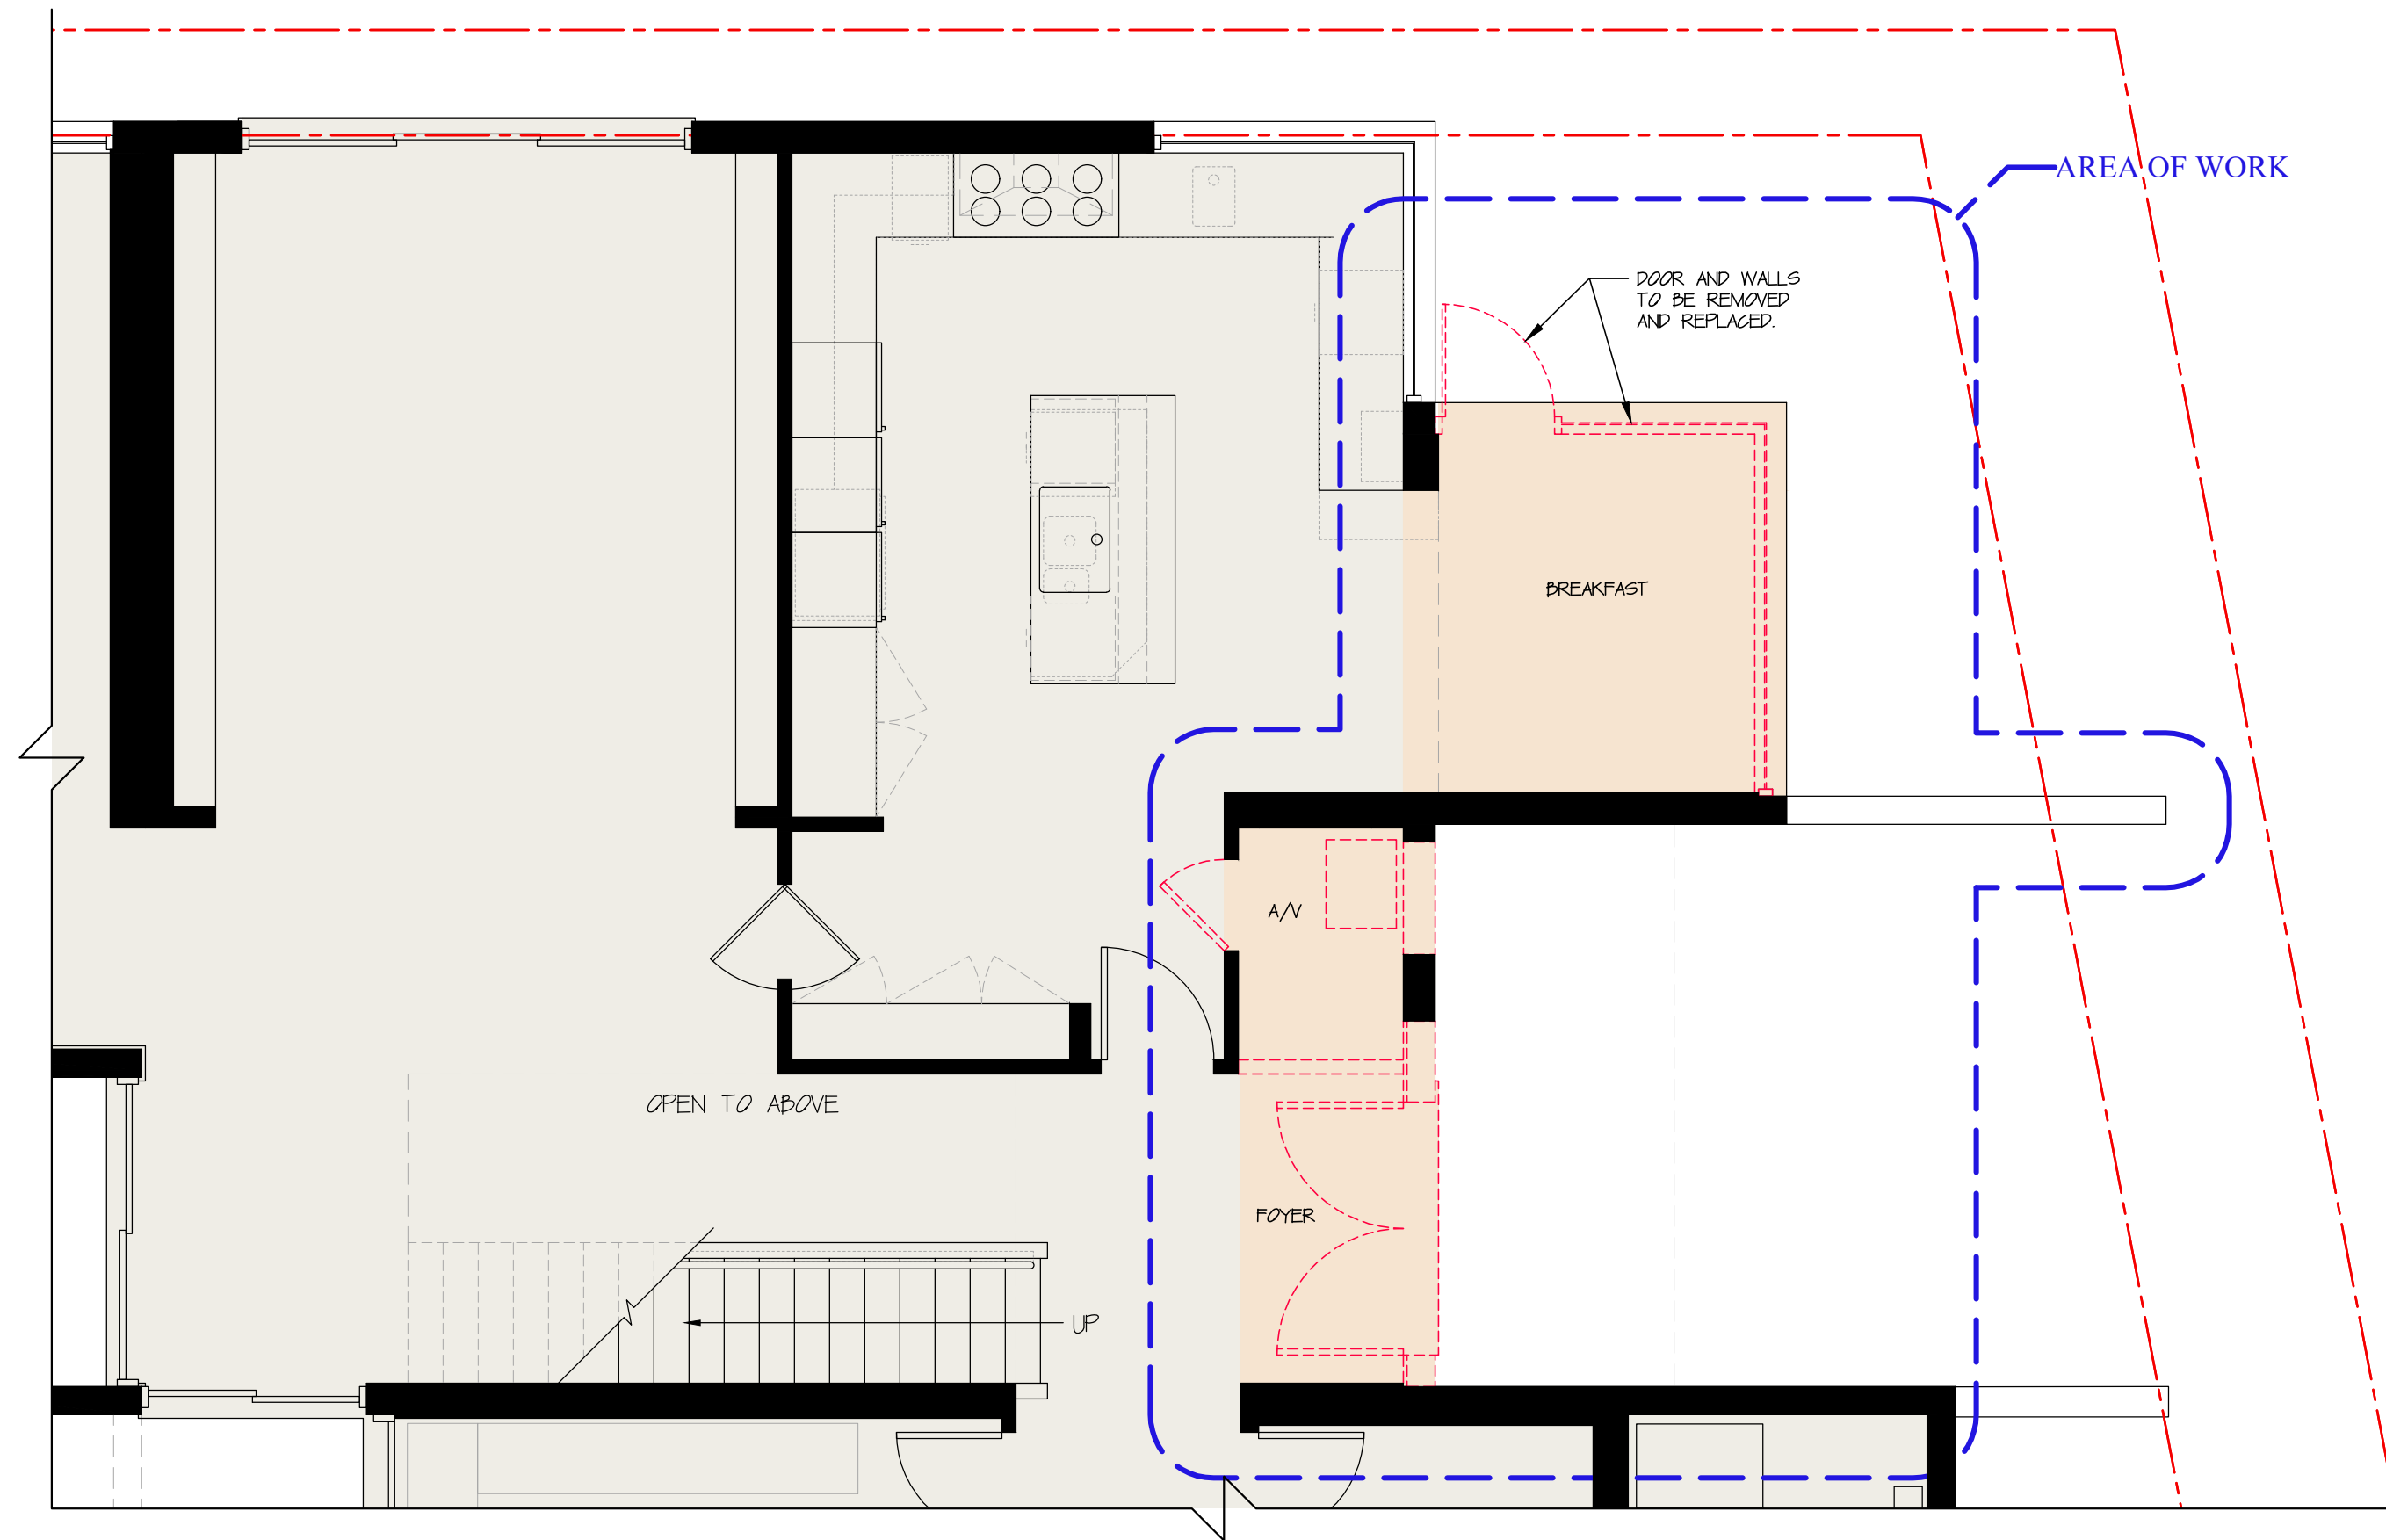 AREA OF WORK
DOOR AND WALLS
TO BE REMOVED
AND REPLACED.
BREAKFAST
A/V
OPEN TO ABOVE
FOYER
UP